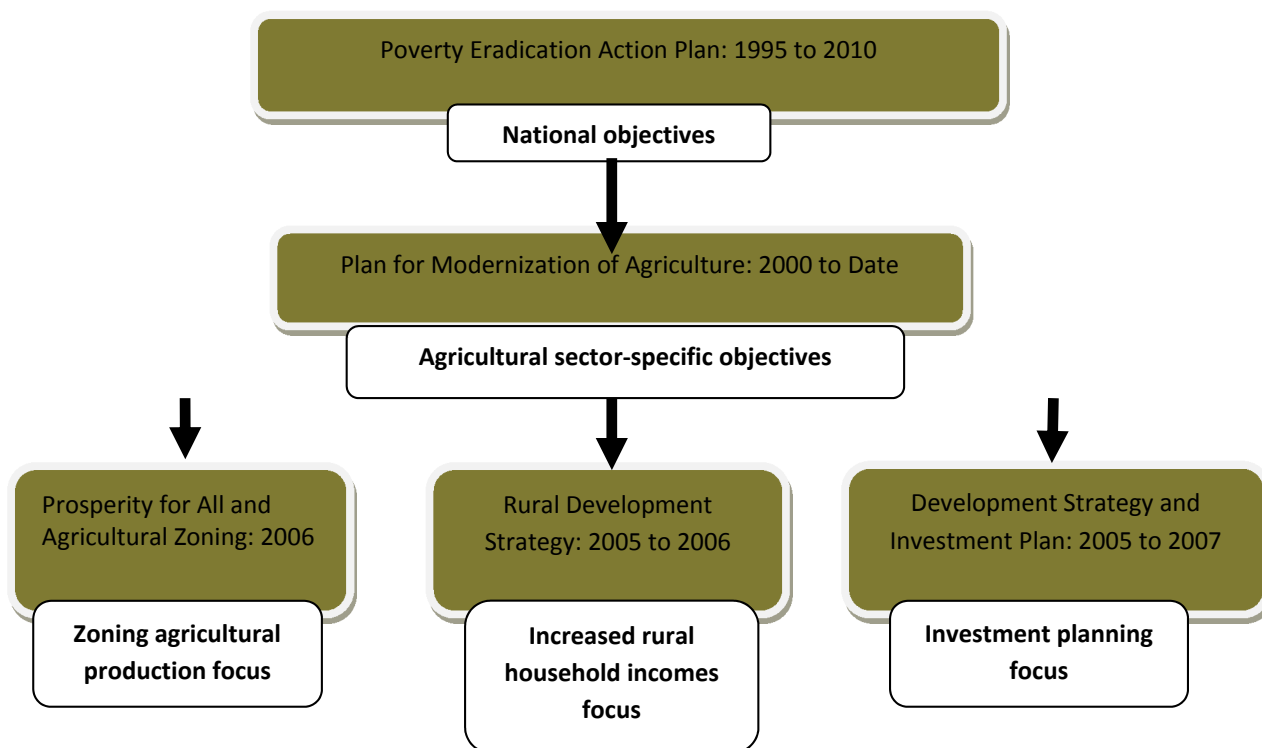 Poverty Eradication Action Plan: 1995 to 2010
National objectives
Plan for Modernization of Agriculture: 2000 to Date
Agricultural sector-specific objectives
Prosperity for All and
Agricultural Zoning: 2006
Zoning agricultural
production focus
Rural Development
Strategy: 2005 to 2006
Increased rural
household incomes
focus
Development Strategy and
Investment Plan: 2005 to 2007
Investment planning
focus